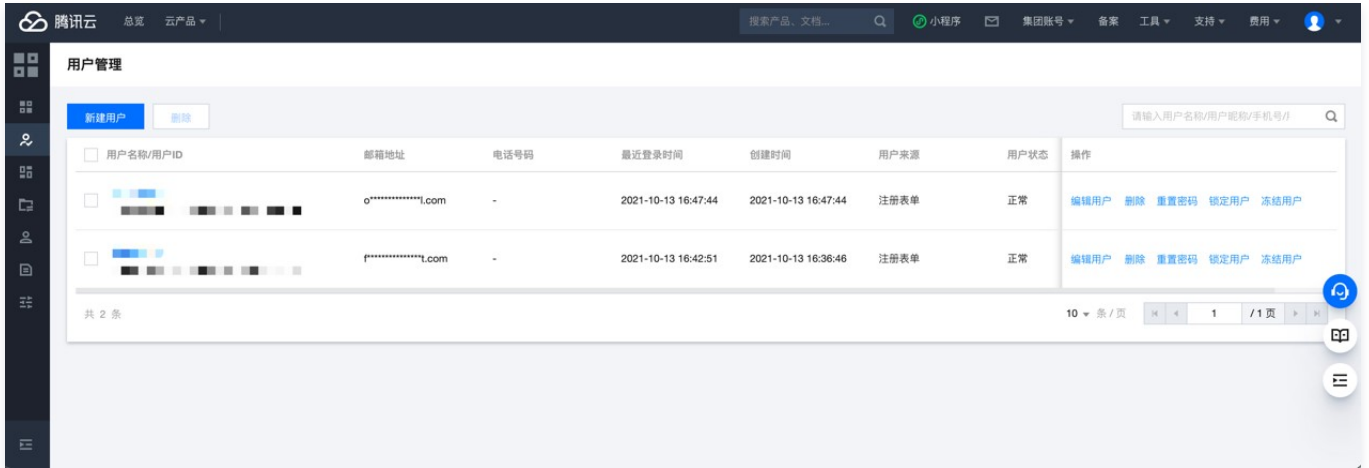 腾讯云 总览 云产品 搜索产品、文档... 小程序 集团账号 备案 工具 支持 费用
用户管理
新建用户 删除 请输入用户名称/用户昵称/手机号/
用户名称/用户ID 邮箱地址 电话号码 最近登录时间 创建时间 用户来源 用户状态 操作
o**************l.com - 2021-10-13 16:47:44 2021-10-13 16:47:44 注册表单 正常 编辑用户 删除 重置密码 锁定用户 冻结用户
f***************t.com - 2021-10-13 16:42:51 2021-10-13 16:36:46 注册表单 正常 编辑用户 删除 重置密码 锁定用户 冻结用户
共 2 条 10 条 / 页 1 / 1 页